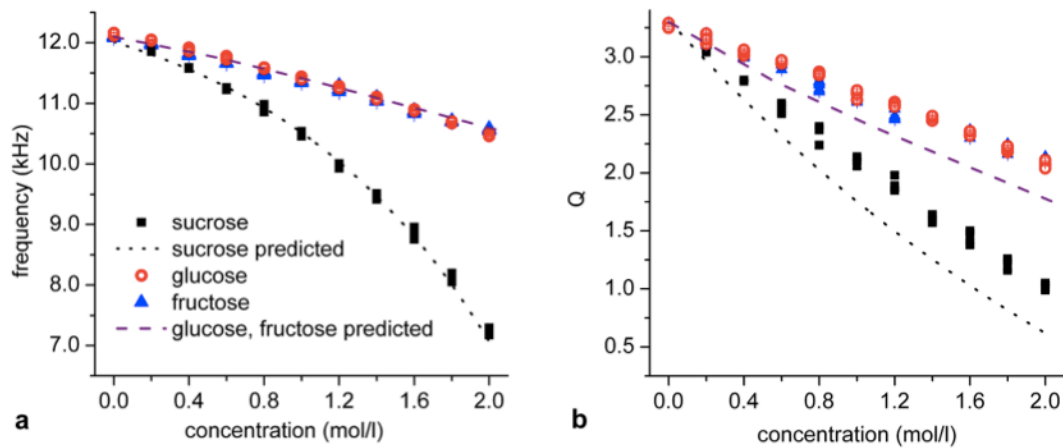 12.0
11.0
10.0
9.0
8.0
7.0
frequency (kHz)
sucrose
sucrose predicted
glucose
fructose
glucose, fructose predicted
0.0 0.4 0.8 1.2 1.6 2.0
concentration (mol/l)
a
3.0
2.5
2.0
1.5
1.0
0.5
Q
0.0 0.4 0.8 1.2 1.6 2.0
concentration (mol/l)
b